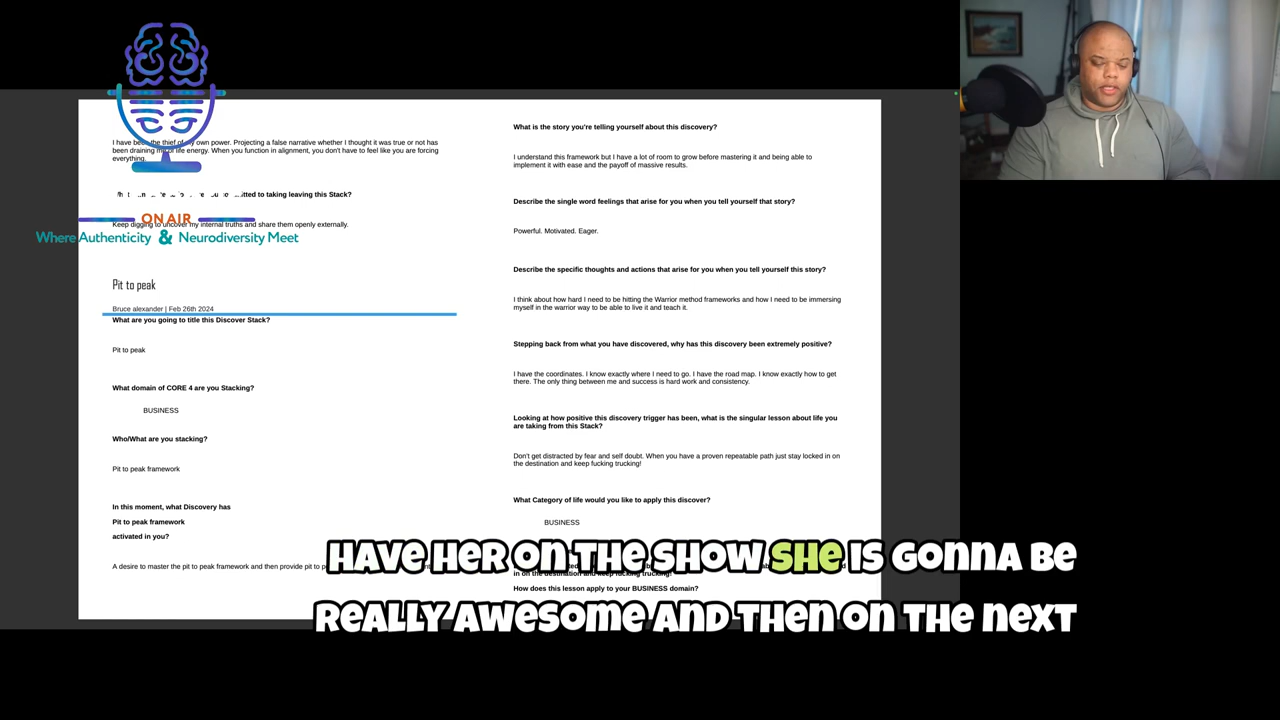 I have been the thief of my own power. Projecting a false narrative whether I thought it was true or not has
been draining me of life energy. When you function in alignment, you don't have to feel like you are forcing
everything.
committed to taking leaving this Stack?
ON AIR
Keep digging to uncover my internal truths and share them openly externally.
Where Authenticity & Neurodiversity Meet
Pit to peak
Bruce alexander | Feb 26th 2024
What are you going to title this Discover Stack?
Pit to peak
What domain of CORE 4 are you Stacking?
BUSINESS
Who/What are you stacking?
Pit to peak framework
In this moment, what Discovery has
Pit to peak framework
activated in you?
A desire to master the pit to peak framework and then provide pit to
What is the story you're telling yourself about this discovery?
I understand this framework but I have a lot of room to grow before mastering it and being able to
implement it with ease and the payoff of massive results.
Describe the single word feelings that arise for you when you tell yourself that story?
Powerful. Motivated. Eager.
Describe the specific thoughts and actions that arise for you when you tell yourself this story?
I think about how hard I need to be hitting the Warrior method frameworks and how I need to be immersing
myself in the warrior way to be able to live it and teach it.
Stepping back from what you have discovered, why has this discovery been extremely positive?
I have the coordinates. I know exactly where I need to go. I have the road map. I know exactly how to get
there. The only thing between me and success is hard work and consistency.
Looking at how positive this discovery trigger has been, what is the singular lesson about life you
are taking from this Stack?
Don't get distracted by fear and self doubt. When you have a proven repeatable path just stay locked in on
the destination and keep fucking trucking!
What Category of life would you like to apply this discover?
BUSINESS
in on the destination and keep fucking trucking!
How does this lesson apply to your BUSINESS domain?
HAVE HER ON THE SHOW SHE IS GONNA BE
REALLY AWESOME AND THEN ON THE NEXT